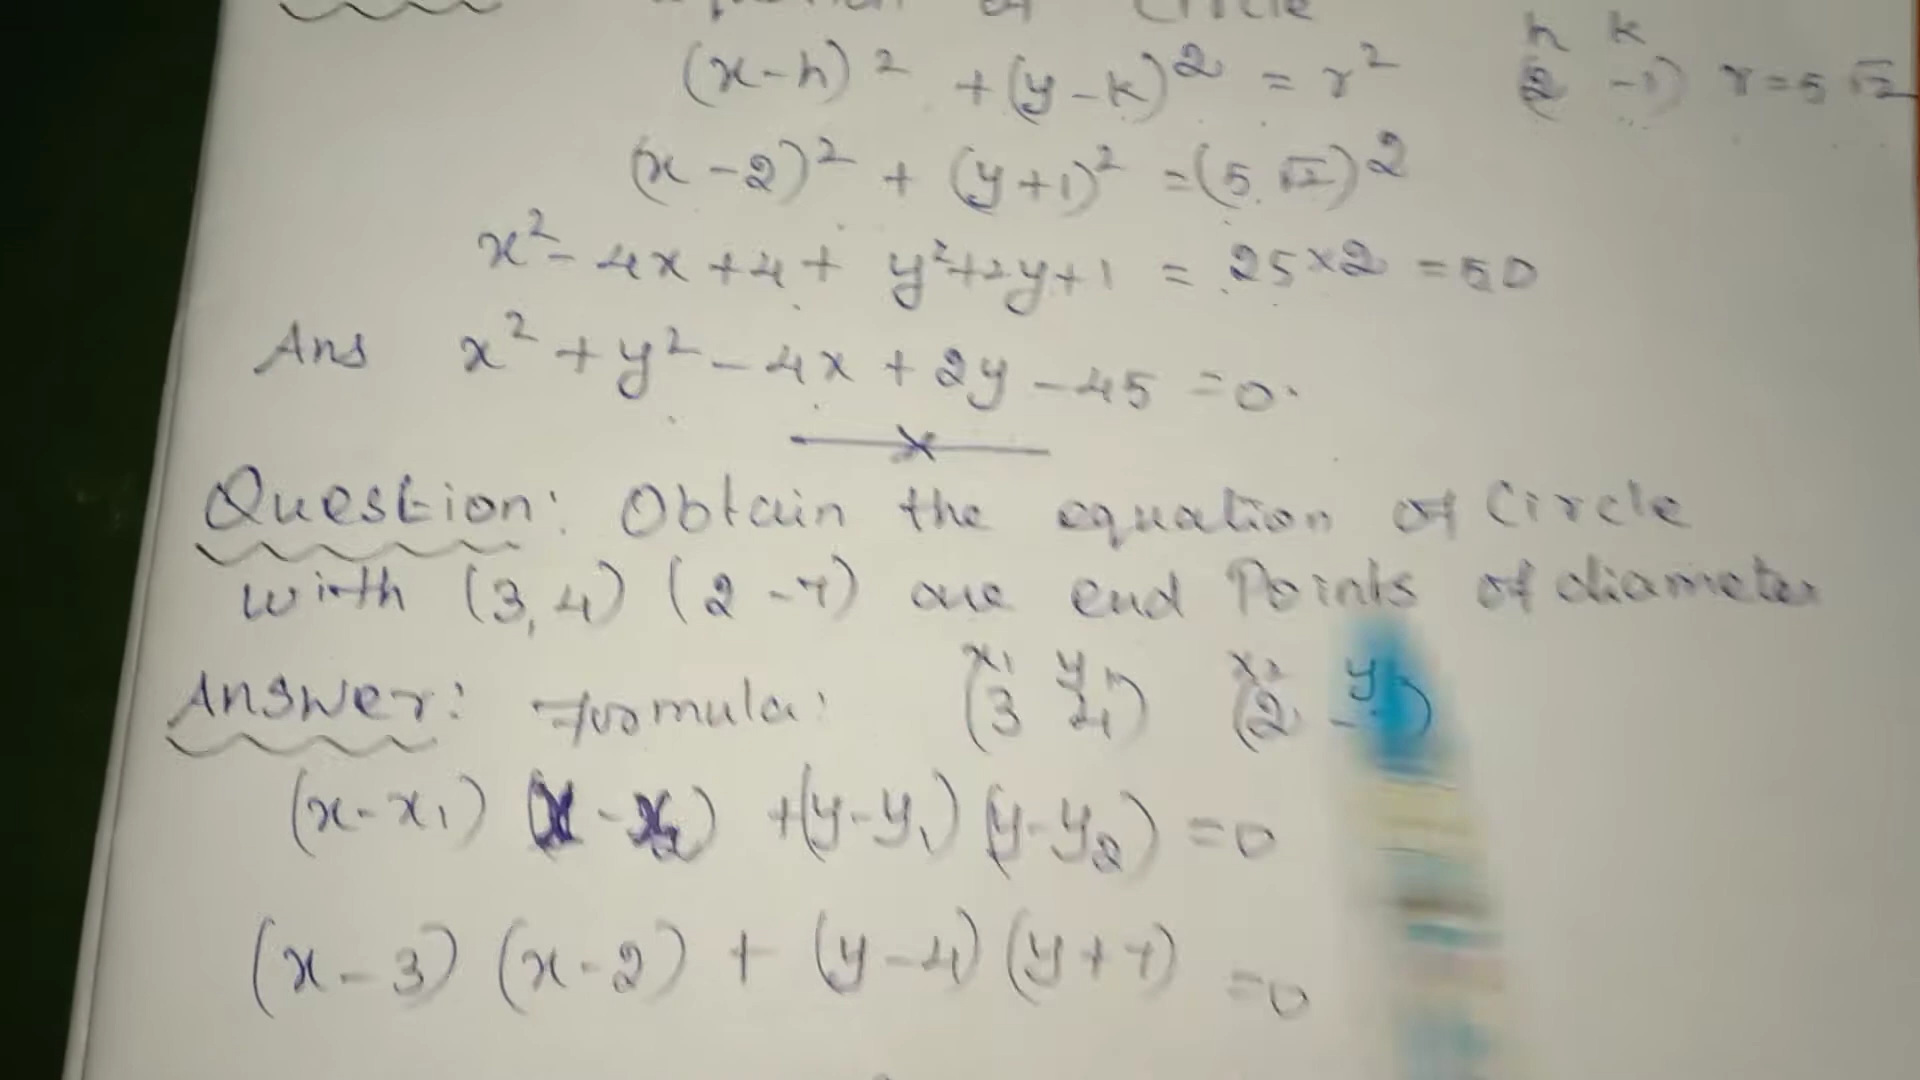 of Circle
h k
(x-h)² + (y-k)² = r² (2 -1) r=5√2
(x-2)² + (y+1)² = (5√2)²
x² - 4x + 4 + y²+2y+1 = 25×2 = 50
Ans x² + y² - 4x + 2y - 45 = 0.
Question: Obtain the equation of Circle
with (3,4) (2 -7) are end Points of diameter
x₁ y₁ x₂ y
Answer: Formula: (3 4) (2 - )
(x-x₁) (x-x₂) +(y-y₁) (y-y₂) =0
(x-3) (x-2) + (y-4) (y+7) =0